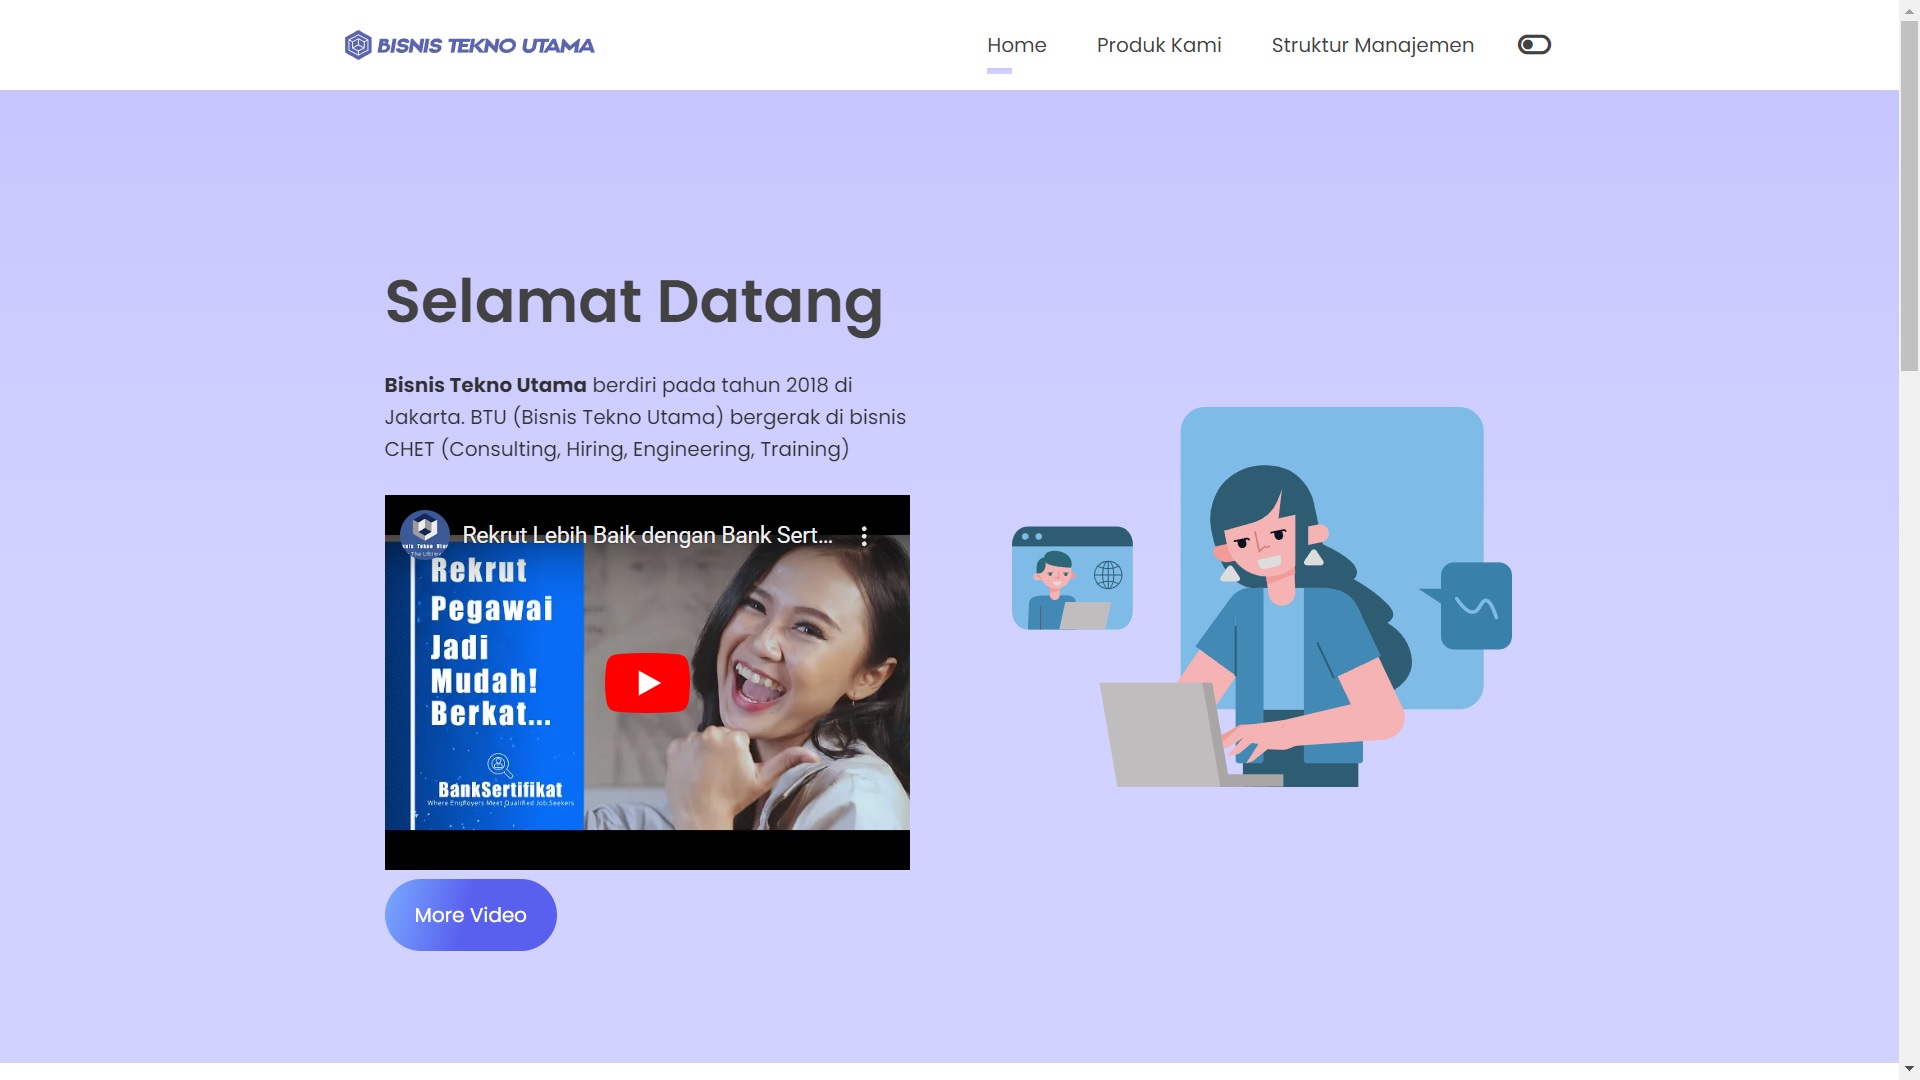 BISNIS TEKNO UTAMA
Home
Produk Kami
Struktur Manajemen
Selamat Datang
Bisnis Tekno Utama berdiri pada tahun 2018 di
Jakarta. BTU (Bisnis Tekno Utama) bergerak di bisnis
CHET (Consulting, Hiring, Engineering, Training)
Rekrut Lebih Baik dengan Bank Sert...
Rekrut
Pegawai
Jadi
Mudah!
Berkat...
BankSertifikat
Where Employers Meet Qualified Job Seekers
More Video